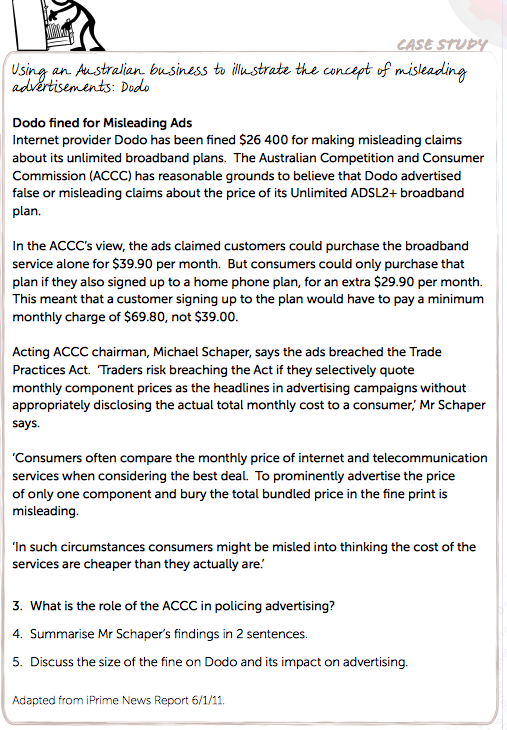 CASE STUDY
Using an Australian business to illustrate the concept of misleading
advertisements: Dodo
Dodo fined for Misleading Ads
Internet provider Dodo has been fined $26 400 for making misleading claims
about its unlimited broadband plans. The Australian Competition and Consumer
Commission (ACCC) has reasonable grounds to believe that Dodo advertised
false or misleading claims about the price of its Unlimited ADSL2+ broadband
plan.
In the ACCC’s view, the ads claimed customers could purchase the broadband
service alone for $39.90 per month. But consumers could only purchase that
plan if they also signed up to a home phone plan, for an extra $29.90 per month.
This meant that a customer signing up to the plan would have to pay a minimum
monthly charge of $69.80, not $39.00.
Acting ACCC chairman, Michael Schaper, says the ads breached the Trade
Practices Act. ‘Traders risk breaching the Act if they selectively quote
monthly component prices as the headlines in advertising campaigns without
appropriately disclosing the actual total monthly cost to a consumer,’ Mr Schaper
says.
‘Consumers often compare the monthly price of internet and telecommunication
services when considering the best deal. To prominently advertise the price
of only one component and bury the total bundled price in the fine print is
misleading.
‘In such circumstances consumers might be misled into thinking the cost of the
services are cheaper than they actually are.’
3. What is the role of the ACCC in policing advertising?
4. Summarise Mr Schaper’s findings in 2 sentences.
5. Discuss the size of the fine on Dodo and its impact on advertising.
Adapted from iPrime News Report 6/1/11.